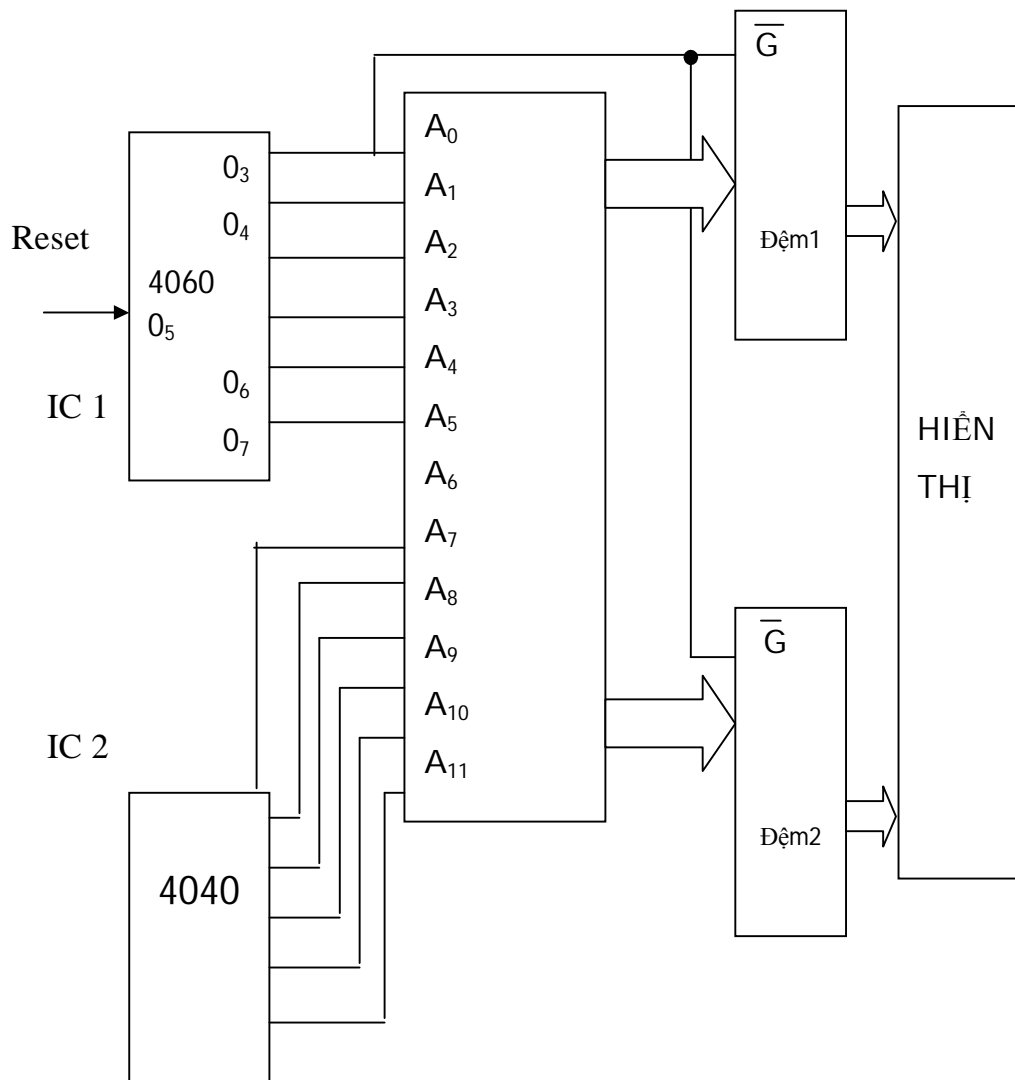 Reset
IC 1
0₃
0₄
4060
0₅
0₆
0₇
IC 2
4040
A₀
A₁
A₂
A₃
A₄
A₅
A₆
A₇
A₈
A₉
A₁₀
A₁₁
G̅
Đệm1
G̅
Đệm2
HIỂN
THỊ